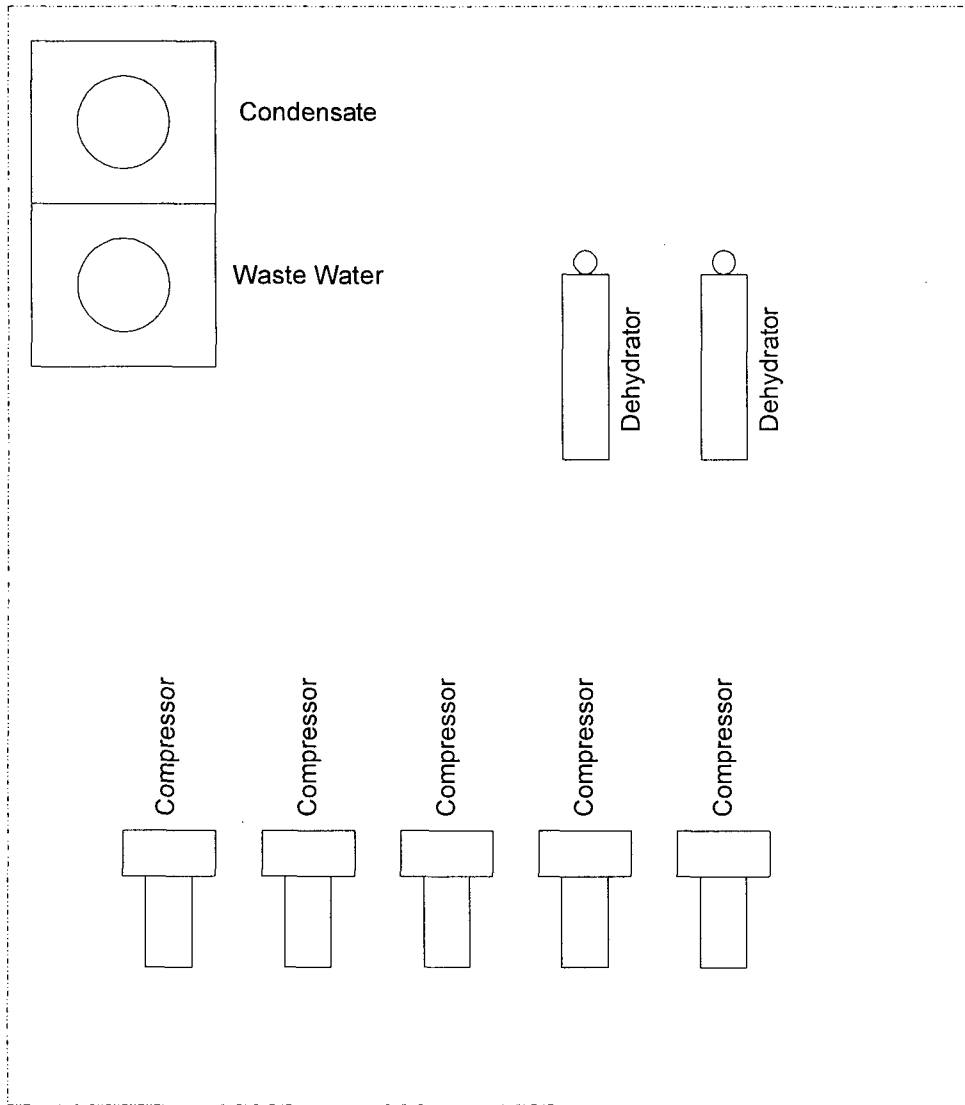 Condensate
Waste Water
Dehydrator
Dehydrator
Compressor
Compressor
Compressor
Compressor
Compressor